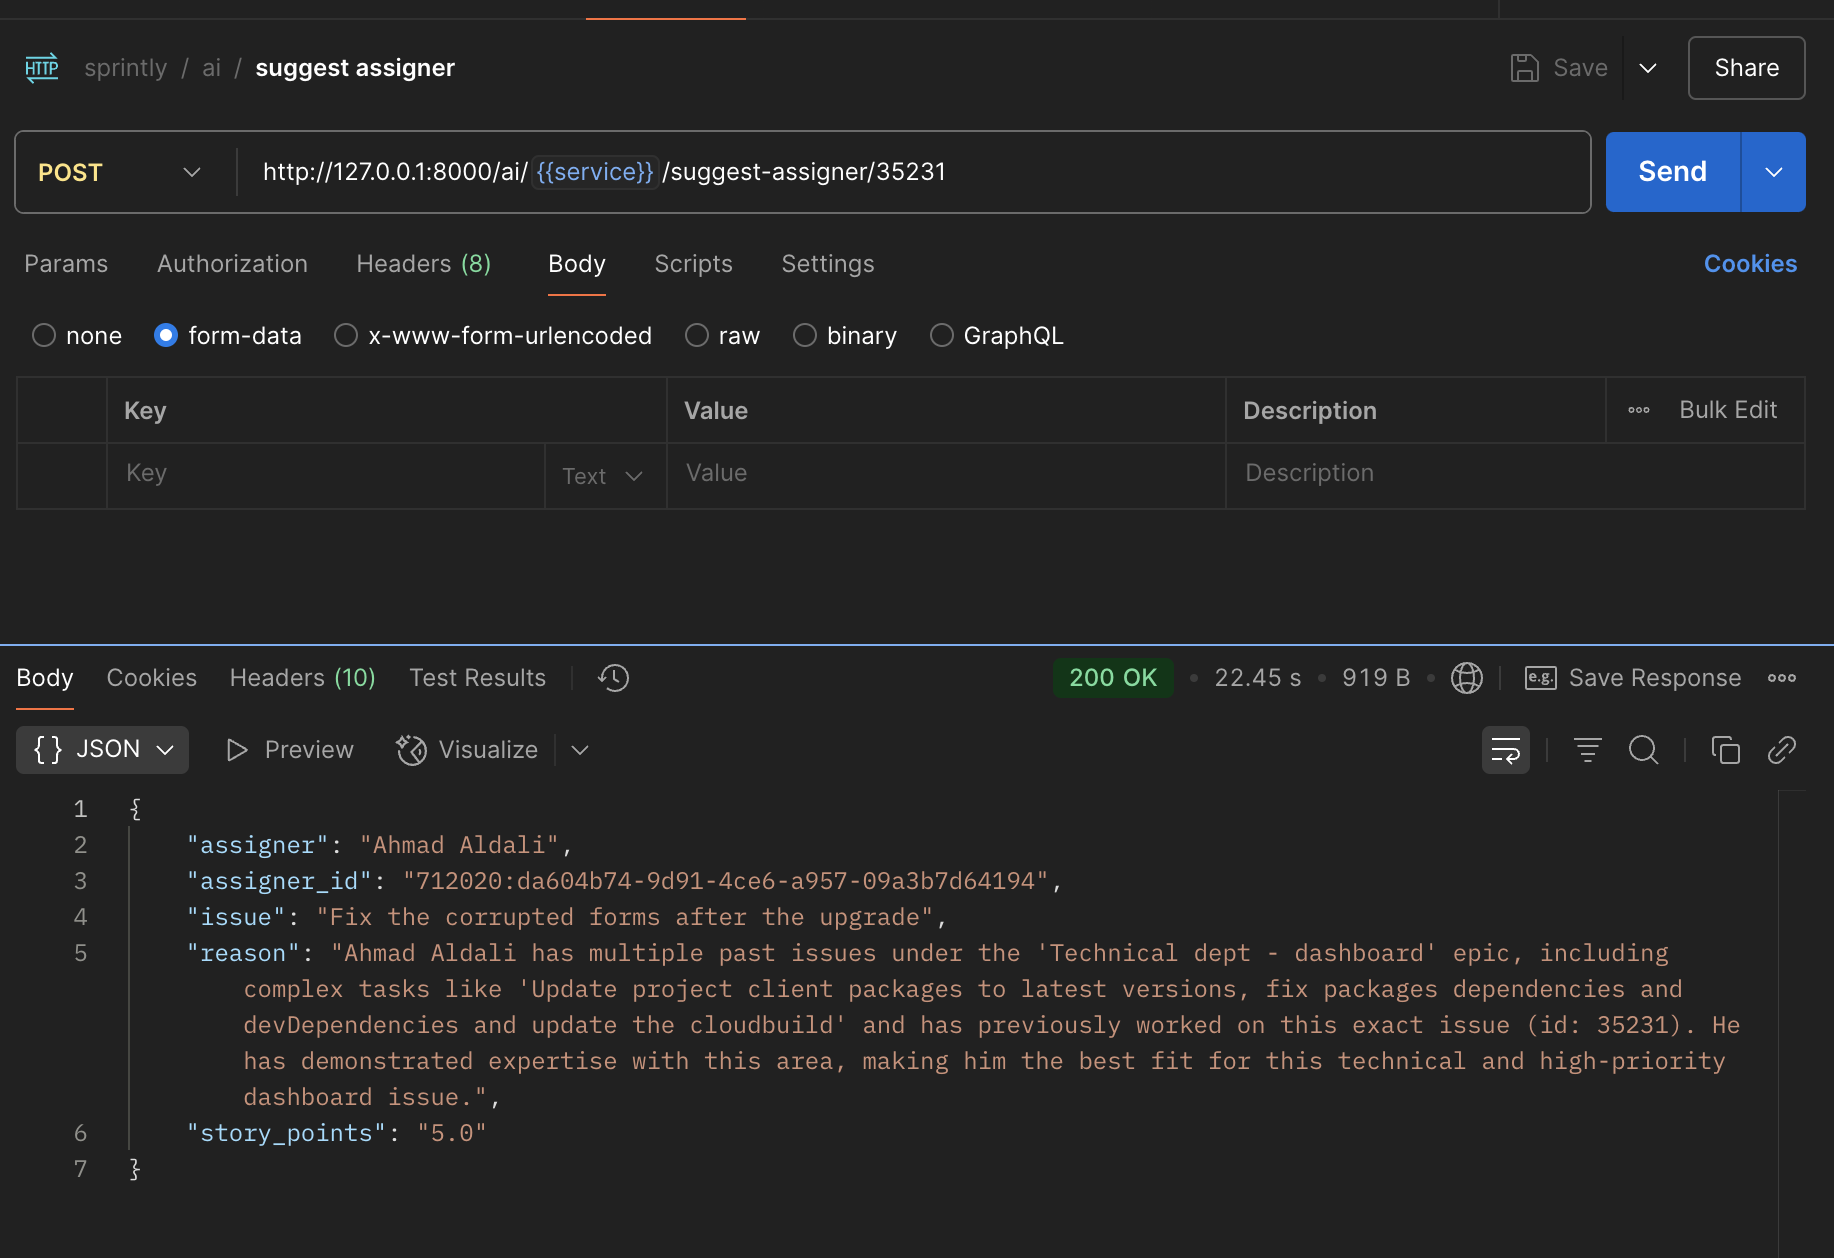 HTTP sprintly / ai / suggest assigner Save Share
POST http://127.0.0.1:8000/ai/{{service}}/suggest-assigner/35231 Send
Params Authorization Headers (8) Body Scripts Settings Cookies
none form-data x-www-form-urlencoded raw binary GraphQL
Key Value Description Bulk Edit
Key Text Value Description
Body Cookies Headers (10) Test Results 200 OK • 22.45 s • 919 B • e.g. Save Response
{} JSON Preview Visualize
1 {
2 "assigner": "Ahmad Aldali",
3 "assigner_id": "712020:da604b74-9d91-4ce6-a957-09a3b7d64194",
4 "issue": "Fix the corrupted forms after the upgrade",
5 "reason": "Ahmad Aldali has multiple past issues under the 'Technical dept - dashboard' epic, including
complex tasks like 'Update project client packages to latest versions, fix packages dependencies and
devDependencies and update the cloudbuild' and has previously worked on this exact issue (id: 35231). He
has demonstrated expertise with this area, making him the best fit for this technical and high-priority
dashboard issue.",
6 "story_points": "5.0"
7 }